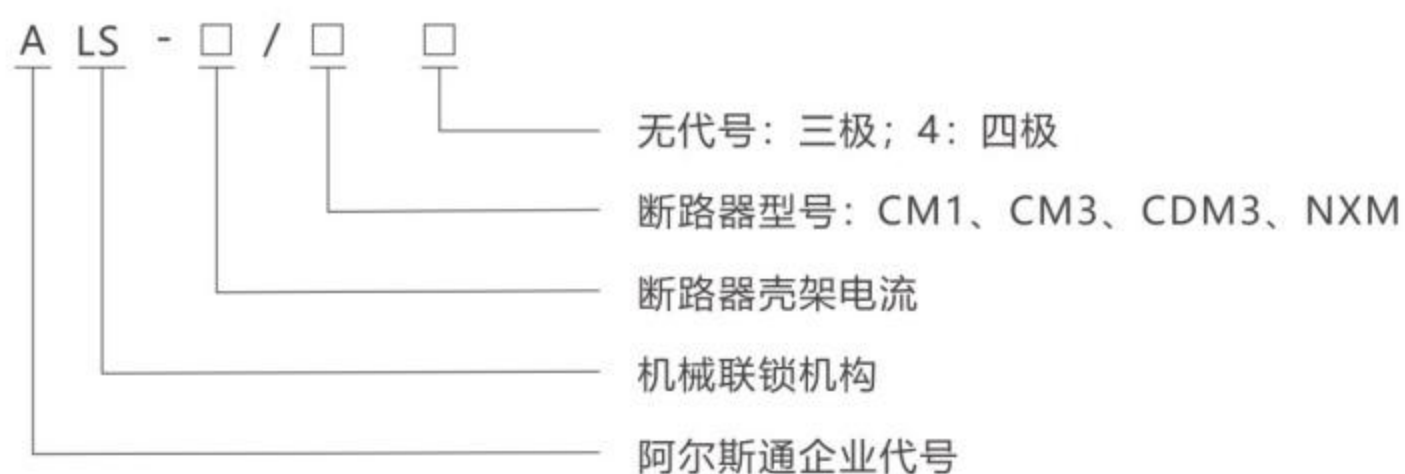 A LS - □ / □ □
无代号：三极；4：四极
断路器型号：CM1、CM3、CDM3、NXM
断路器壳架电流
机械联锁机构
阿尔斯通企业代号